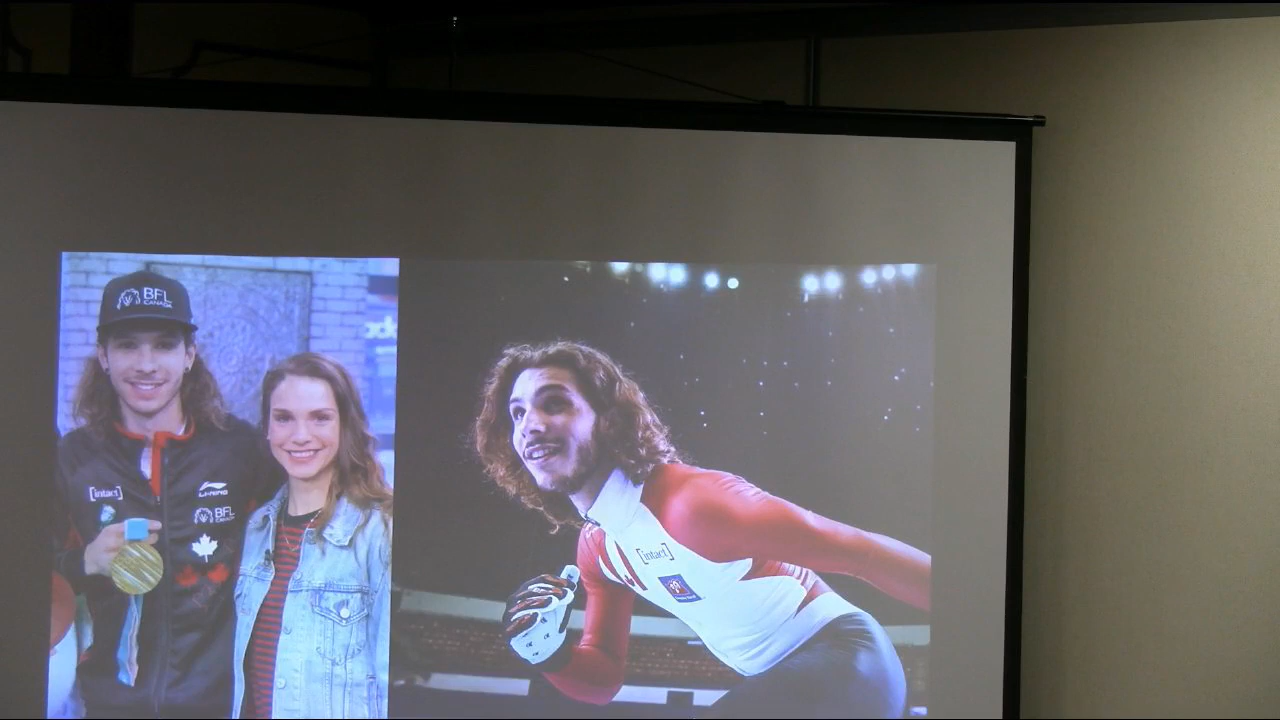 BFL
CANADA
[intact]
LI-NING
BFL
CANADA
[intact]